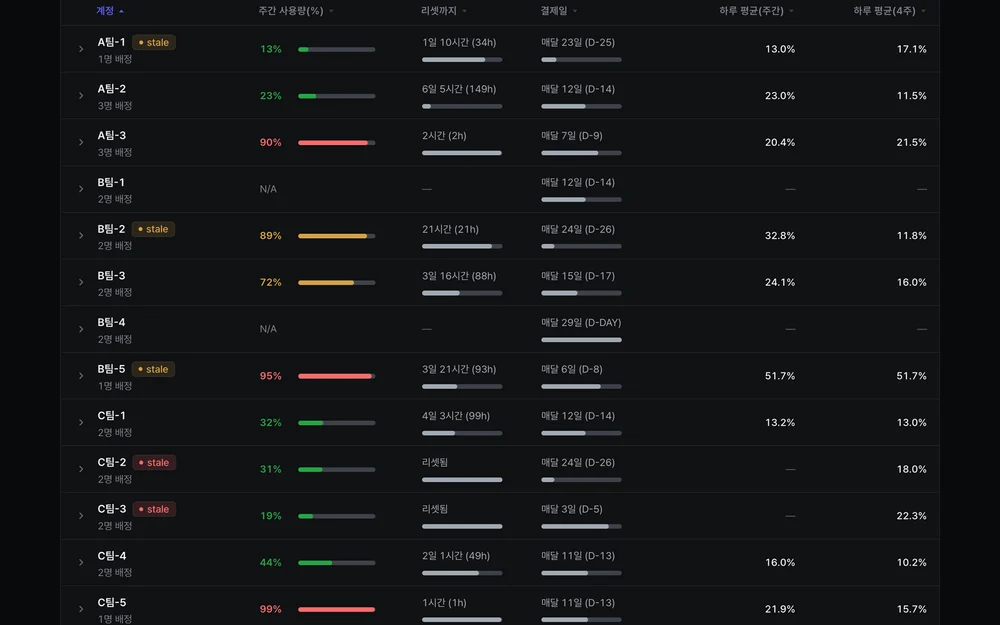 계정 주간 사용량(%) 리셋까지 결제일 하루 평균(주간) 하루 평균(4주)
A팀-1 stale 13% 1일 10시간 (34h) 매달 23일 (D-25) 13.0% 17.1%
1명 배정
A팀-2 23% 6일 5시간 (149h) 매달 12일 (D-14) 23.0% 11.5%
3명 배정
A팀-3 90% 2시간 (2h) 매달 7일 (D-9) 20.4% 21.5%
3명 배정
B팀-1 N/A — 매달 12일 (D-14) — —
2명 배정
B팀-2 stale 89% 21시간 (21h) 매달 24일 (D-26) 32.8% 11.8%
2명 배정
B팀-3 72% 3일 16시간 (88h) 매달 15일 (D-17) 24.1% 16.0%
2명 배정
B팀-4 N/A — 매달 29일 (D-DAY) — —
2명 배정
B팀-5 stale 95% 3일 21시간 (93h) 매달 6일 (D-8) 51.7% 51.7%
1명 배정
C팀-1 32% 4일 3시간 (99h) 매달 12일 (D-14) 13.2% 13.0%
2명 배정
C팀-2 stale 31% 리셋됨 매달 24일 (D-26) — 18.0%
2명 배정
C팀-3 stale 19% 리셋됨 매달 3일 (D-5) — 22.3%
2명 배정
C팀-4 44% 2일 1시간 (49h) 매달 11일 (D-13) 16.0% 10.2%
2명 배정
C팀-5 99% 1시간 (1h) 매달 11일 (D-13) 21.9% 15.7%
1명 배정